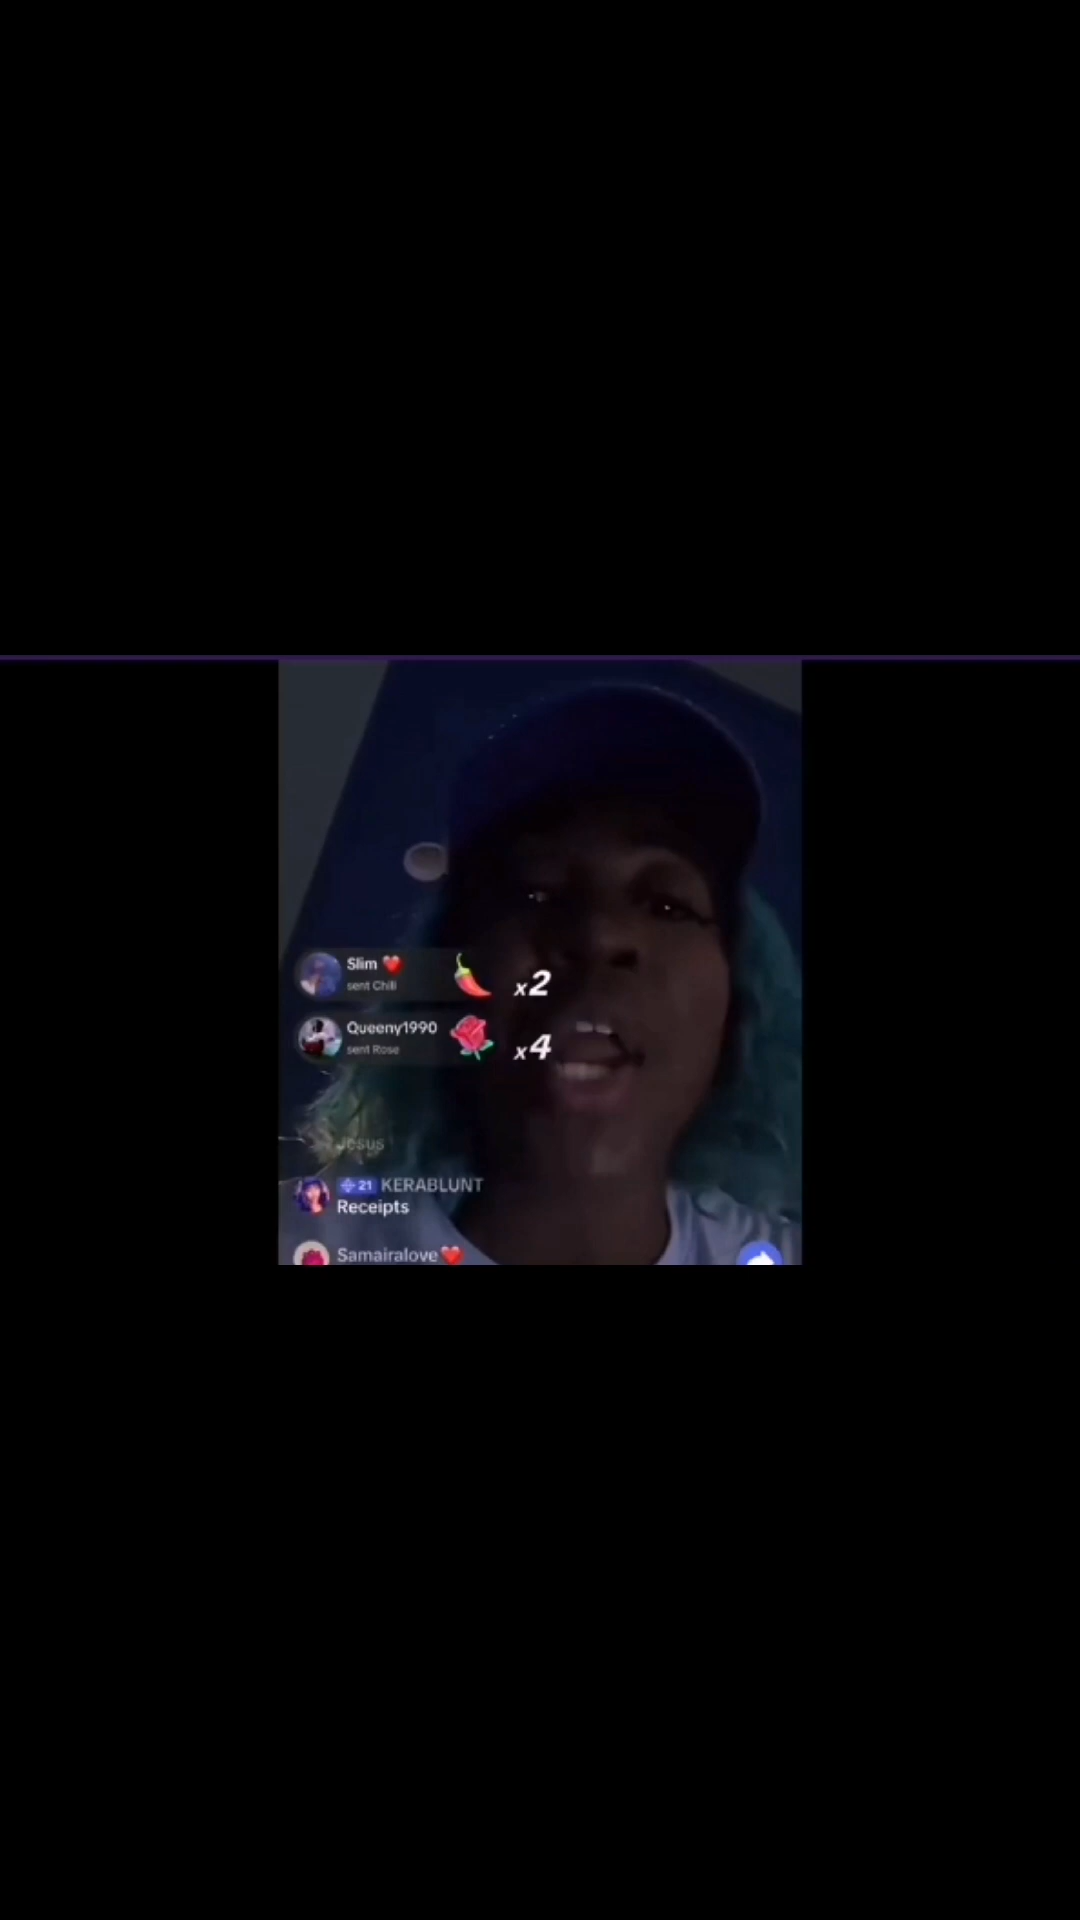 Slim ❤️
sent Chili
x2
Queeny1990
sent Rose
x4
Jesus
21 KERABLUNT
Receipts
Samairalove❤️